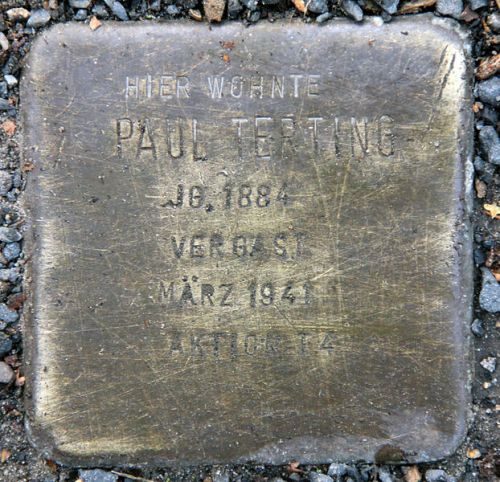 HIER WOHNTE
PAUL TERTING
JG. 1884
VERGAST
MÄRZ 1941
AKTION T4